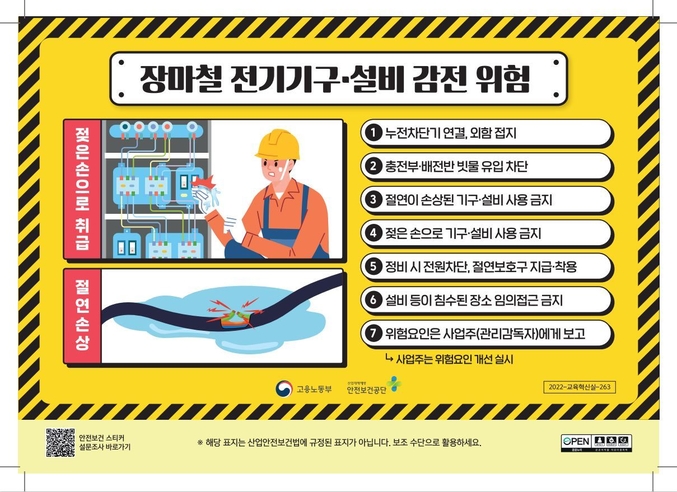 장마철 전기기구·설비 감전 위험
젖은손으로 취급
절연손상
1 누전차단기 연결, 외함 접지
2 충전부·배전반 빗물 유입 차단
3 절연이 손상된 기구·설비 사용 금지
4 젖은 손으로 기구·설비 사용 금지
5 정비 시 전원차단, 절연보호구 지급·착용
6 설비 등이 침수된 장소 임의접근 금지
7 위험요인은 사업주(관리감독자)에게 보고
↳ 사업주는 위험요인 개선 실시
고용노동부
산업재해예방
안전보건공단
2022-교육혁신실-263
안전보건 스티커
설문조사 바로가기
※ 해당 표지는 산업안전보건법에 규정된 표지가 아닙니다. 보조 수단으로 활용하세요.
OPEN